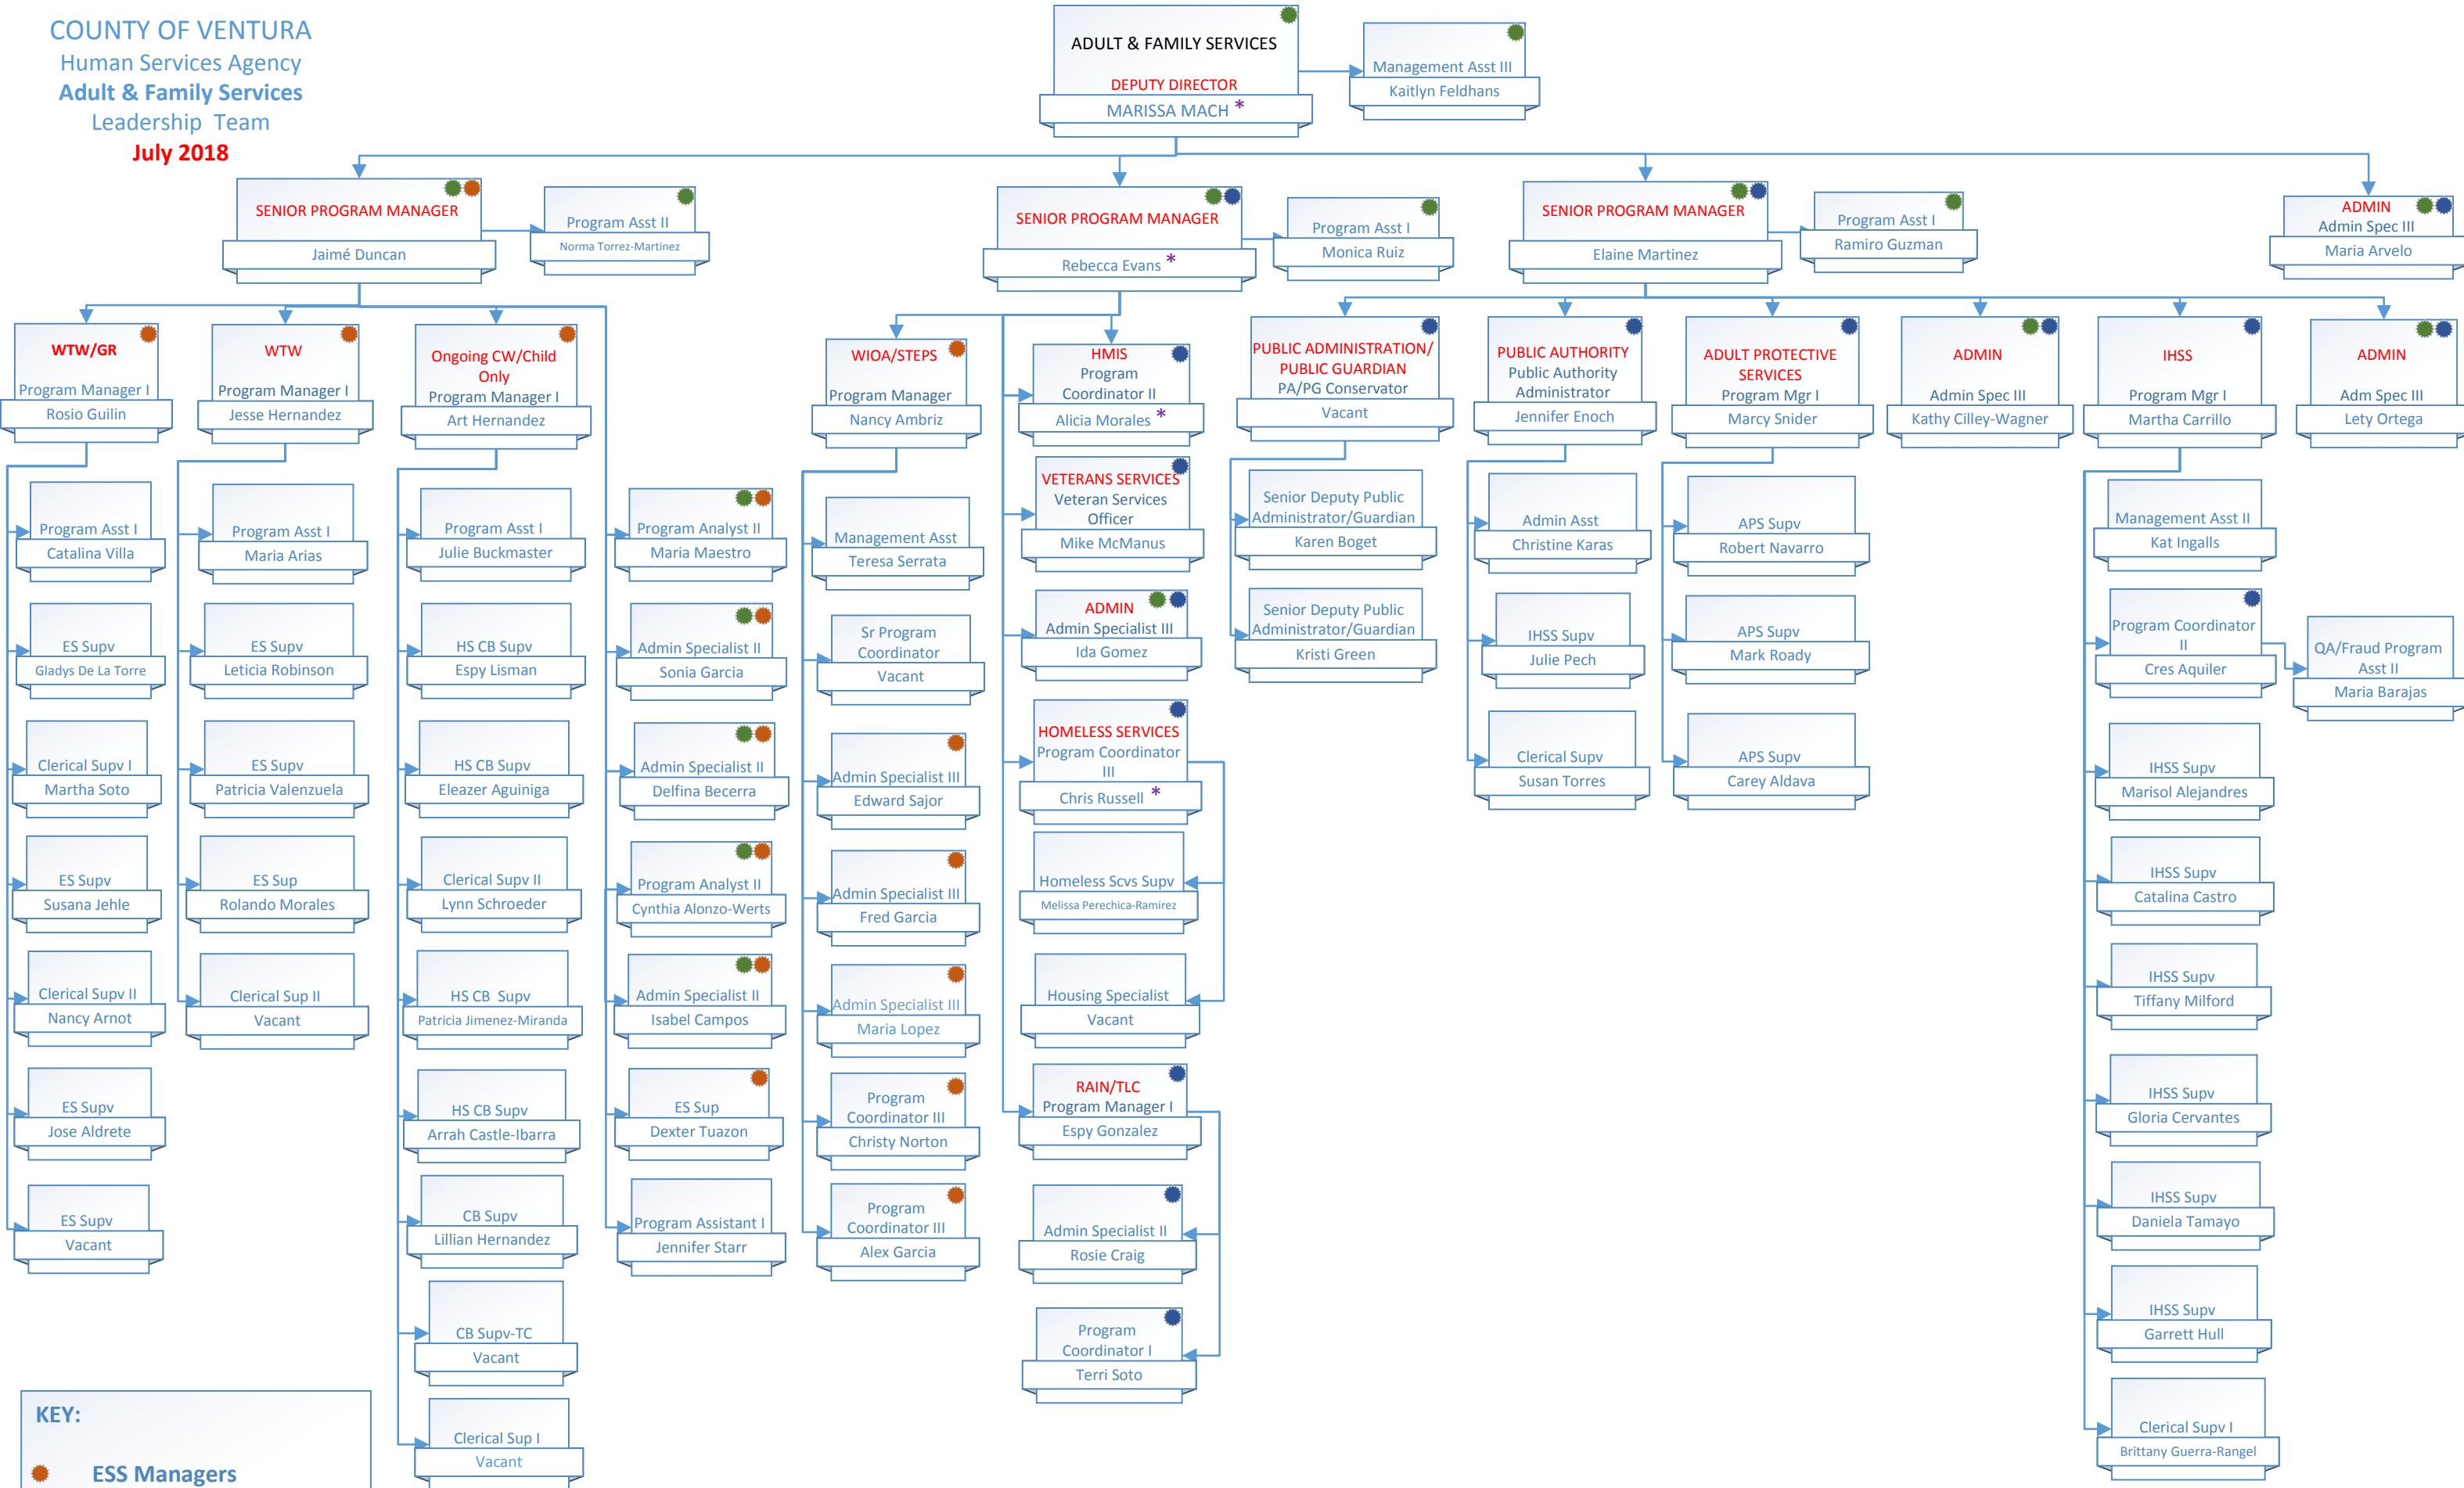 COUNTY OF VENTURA
Human Services Agency
Adult & Family Services
Leadership Team
July 2018
ADULT & FAMILY SERVICES
DEPUTY DIRECTOR
MARISSA MACH *
Management Asst III
Kaitlyn Feldhans
SENIOR PROGRAM MANAGER
Jaimé Duncan
Program Asst II
Norma Torrez-Martinez
SENIOR PROGRAM MANAGER
Rebecca Evans *
Program Asst I
Monica Ruiz
SENIOR PROGRAM MANAGER
Elaine Martinez
Program Asst I
Ramiro Guzman
ADMIN
Admin Spec III
Maria Arvelo
WTW/GR
Program Manager I
Rosio Guilin
Program Asst I
Catalina Villa
ES Supv
Gladys De La Torre
Clerical Supv I
Martha Soto
ES Supv
Susana Jehle
Clerical Supv II
Nancy Arnot
ES Supv
Jose Aldrete
ES Supv
Vacant
WTW
Program Manager I
Jesse Hernandez
Program Asst I
Maria Arias
ES Supv
Leticia Robinson
ES Supv
Patricia Valenzuela
ES Sup
Rolando Morales
Clerical Sup II
Vacant
Ongoing CW/Child
Only
Program Manager I
Art Hernandez
Program Asst I
Julie Buckmaster
HS CB Supv
Espy Lisman
HS CB Supv
Eleazer Aguiniga
Clerical Supv II
Lynn Schroeder
HS CB  Supv
Patricia Jimenez-Miranda
HS CB Supv
Arrah Castle-Ibarra
CB Supv
Lillian Hernandez
CB Supv-TC
Vacant
Clerical Sup I
Vacant
Program Analyst II
Maria Maestro
Admin Specialist II
Sonia Garcia
Admin Specialist II
Delfina Becerra
Program Analyst II
Cynthia Alonzo-Werts
Admin Specialist II
Isabel Campos
ES Sup
Dexter Tuazon
Program Assistant I
Jennifer Starr
WIOA/STEPS
Program Manager
Nancy Ambriz
Management Asst
Teresa Serrata
Sr Program
Coordinator
Vacant
Admin Specialist III
Edward Sajor
Admin Specialist III
Fred Garcia
Admin Specialist III
Maria Lopez
Program
Coordinator III
Christy Norton
Program
Coordinator III
Alex Garcia
HMIS
Program
Coordinator II
Alicia Morales *
VETERANS SERVICES
Veteran Services
Officer
Mike McManus
ADMIN
Admin Specialist III
Ida Gomez
HOMELESS SERVICES
Program Coordinator
III
Chris Russell *
Homeless Scvs Supv
Melissa Perechica-Ramirez
Housing Specialist
Vacant
RAIN/TLC
Program Manager I
Espy Gonzalez
Admin Specialist II
Rosie Craig
Program
Coordinator I
Terri Soto
PUBLIC ADMINISTRATION/
PUBLIC GUARDIAN
PA/PG Conservator
Vacant
Senior Deputy Public
Administrator/Guardian
Karen Boget
Senior Deputy Public
Administrator/Guardian
Kristi Green
PUBLIC AUTHORITY
Public Authority
Administrator
Jennifer Enoch
Admin Asst
Christine Karas
IHSS Supv
Julie Pech
Clerical Supv
Susan Torres
ADULT PROTECTIVE
SERVICES
Program Mgr I
Marcy Snider
APS Supv
Robert Navarro
APS Supv
Mark Roady
APS Supv
Carey Aldava
ADMIN
Admin Spec III
Kathy Cilley-Wagner
IHSS
Program Mgr I
Martha Carrillo
Management Asst II
Kat Ingalls
Program Coordinator
II
Cres Aquiler
QA/Fraud Program
Asst II
Maria Barajas
IHSS Supv
Marisol Alejandres
IHSS Supv
Catalina Castro
IHSS Supv
Tiffany Milford
IHSS Supv
Gloria Cervantes
IHSS Supv
Daniela Tamayo
IHSS Supv
Garrett Hull
Clerical Supv I
Brittany Guerra-Rangel
ADMIN
Adm Spec III
Lety Ortega
KEY:
ESS Managers